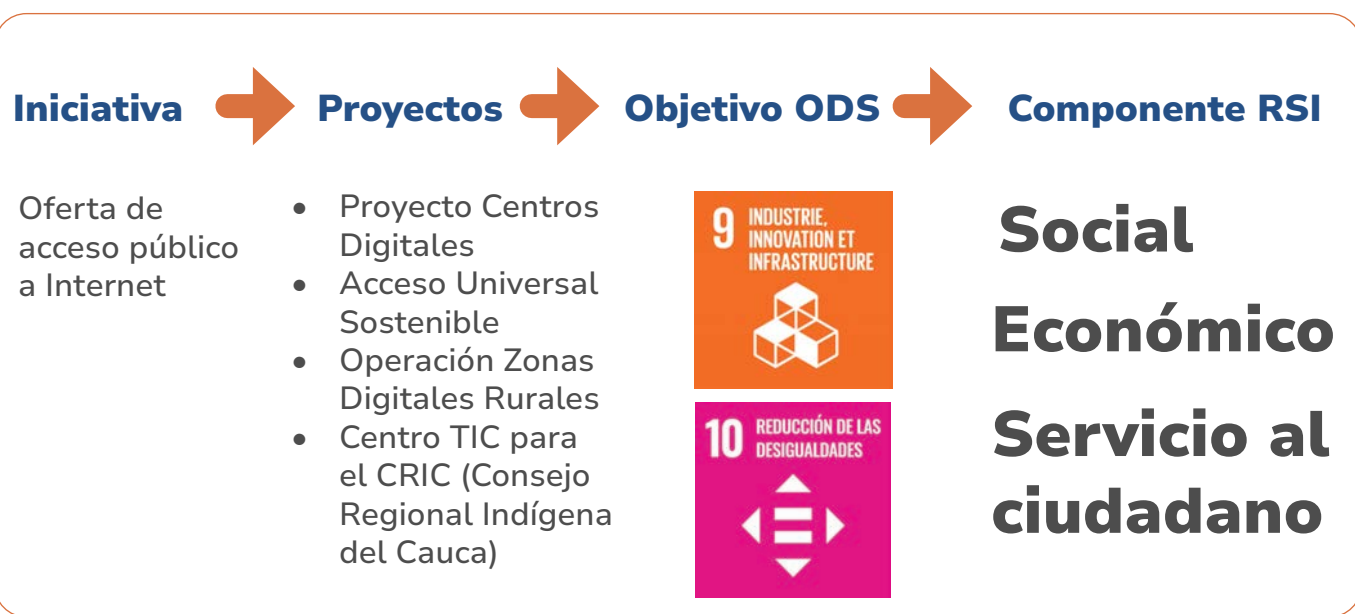 Iniciativa
Proyectos
Objetivo ODS
Componente RSI
Oferta de
acceso público
a Internet
• Proyecto Centros
Digitales
• Acceso Universal
Sostenible
• Operación Zonas
Digitales Rurales
• Centro TIC para
el CRIC (Consejo
Regional Indígena
del Cauca)
9 INDUSTRIE,
INNOVATION ET
INFRASTRUCTURE
10 REDUCCIÓN DE LAS
DESIGUALDADES
Social
Económico
Servicio al
ciudadano